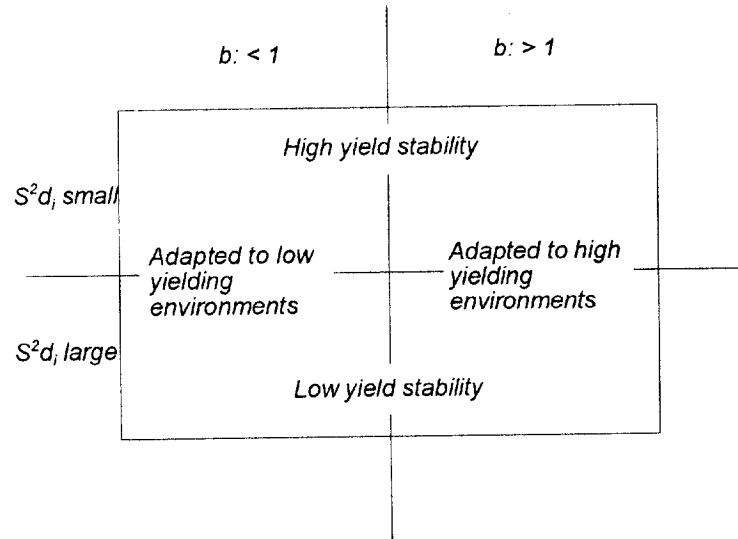 b: < 1
b: > 1
High yield stability
S²dᵢ small
Adapted to low
yielding
environments
Adapted to high
yielding
environments
S²dᵢ large
Low yield stability